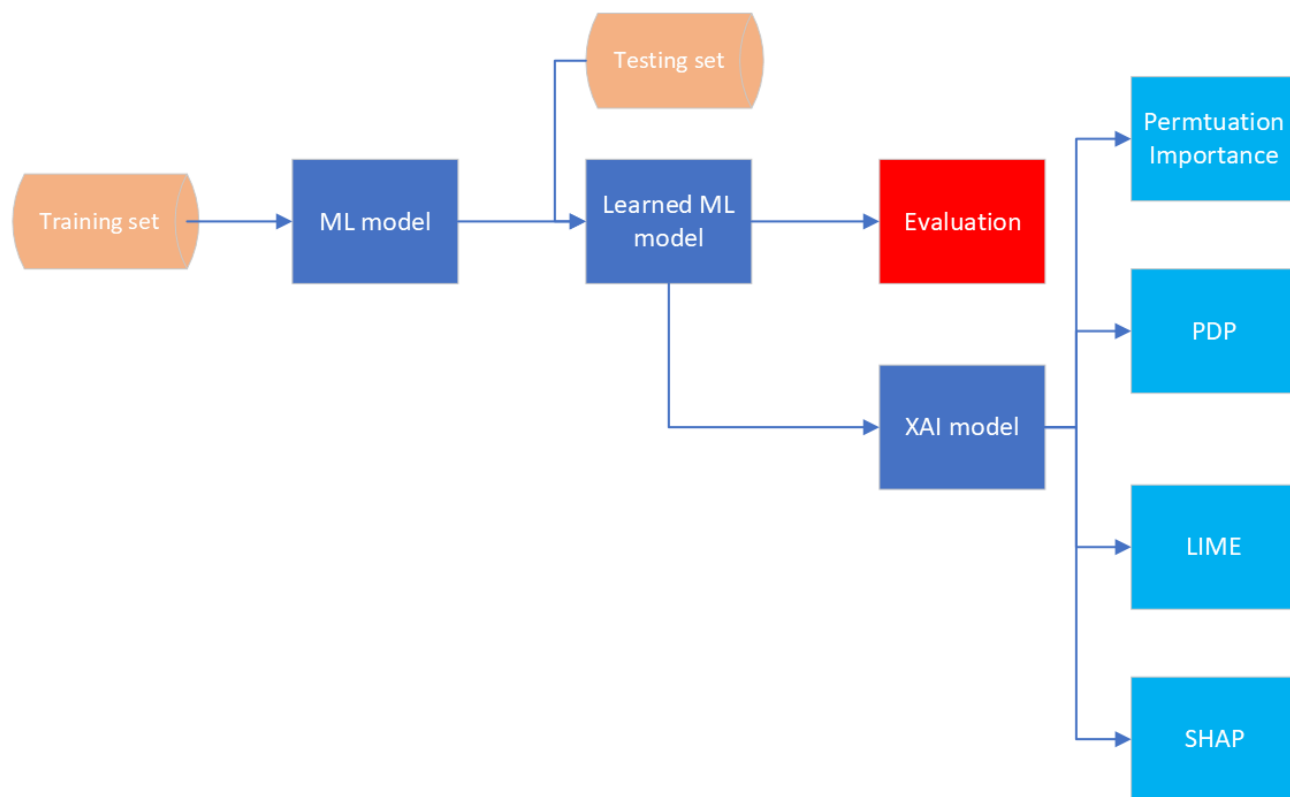 Testing set
Permtuation
Importance
Training set
ML model
Learned ML
model
Evaluation
PDP
XAI model
LIME
SHAP